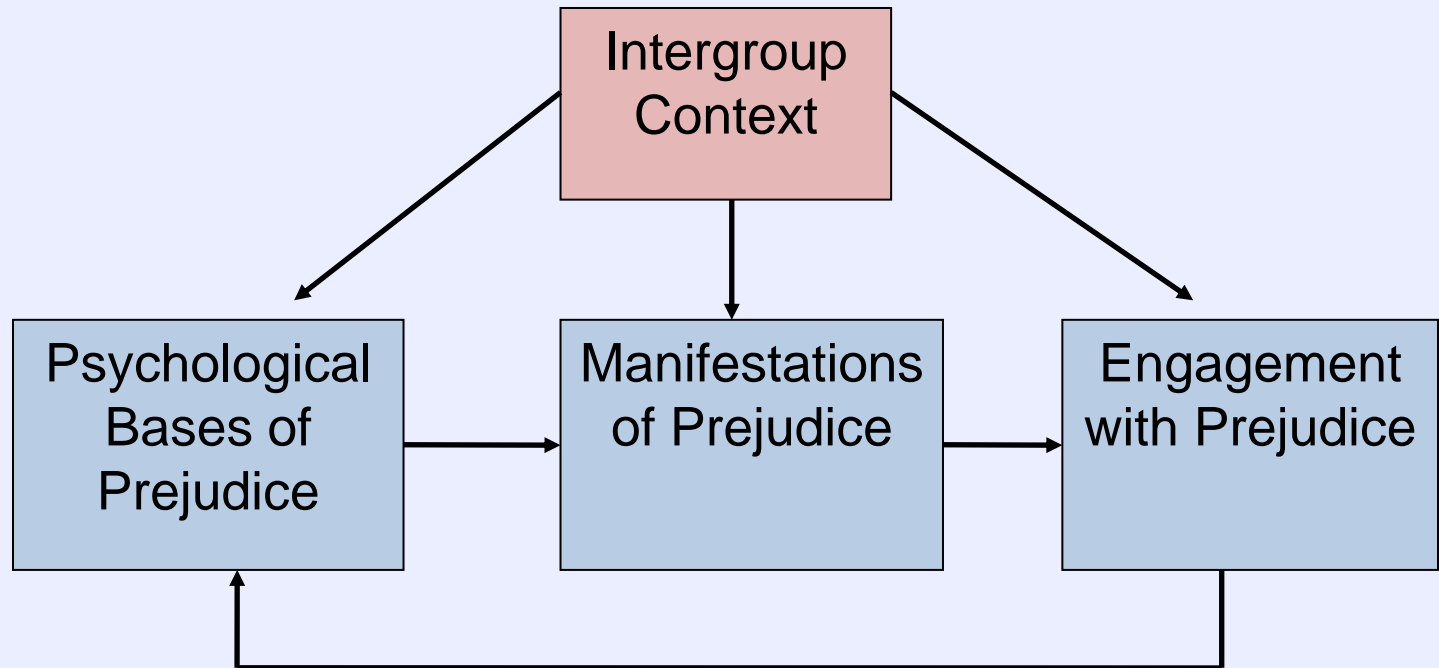 Intergroup
Context
Psychological
Bases of
Prejudice
Manifestations
of Prejudice
Engagement
with Prejudice